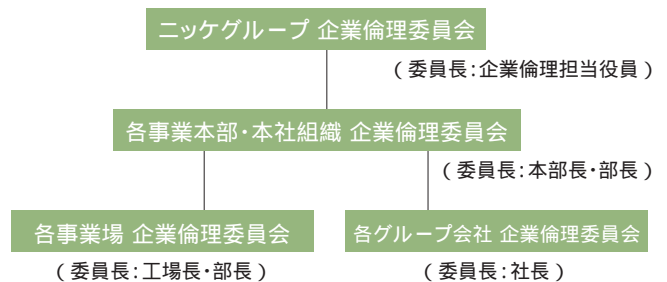 ニッケグループ 企業倫理委員会
(委員長:企業倫理担当役員)
各事業本部・本社組織 企業倫理委員会
(委員長:本部長・部長)
各事業場 企業倫理委員会
各グループ会社 企業倫理委員会
(委員長:工場長・部長)
(委員長:社長)